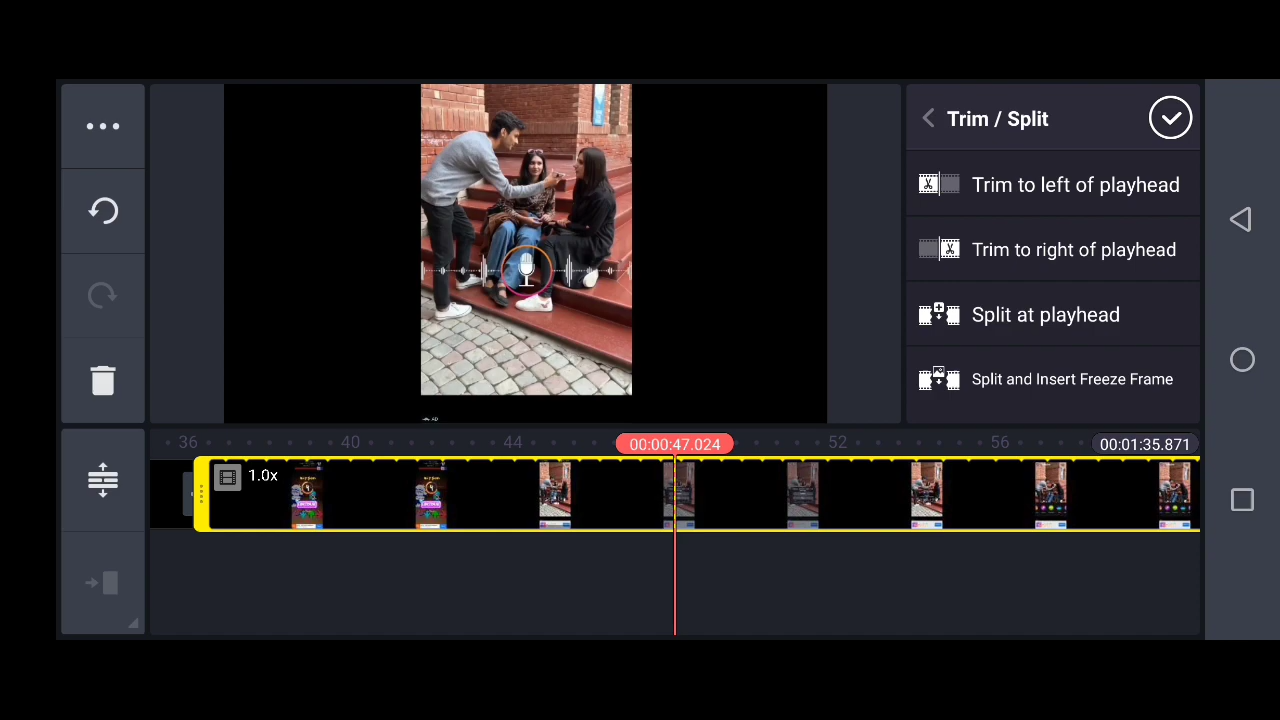 Trim / Split
Trim to left of playhead
Trim to right of playhead
Split at playhead
Split and Insert Freeze Frame
36
40
44
00:00:47.024
52
56
00:01:35.871
1.0x